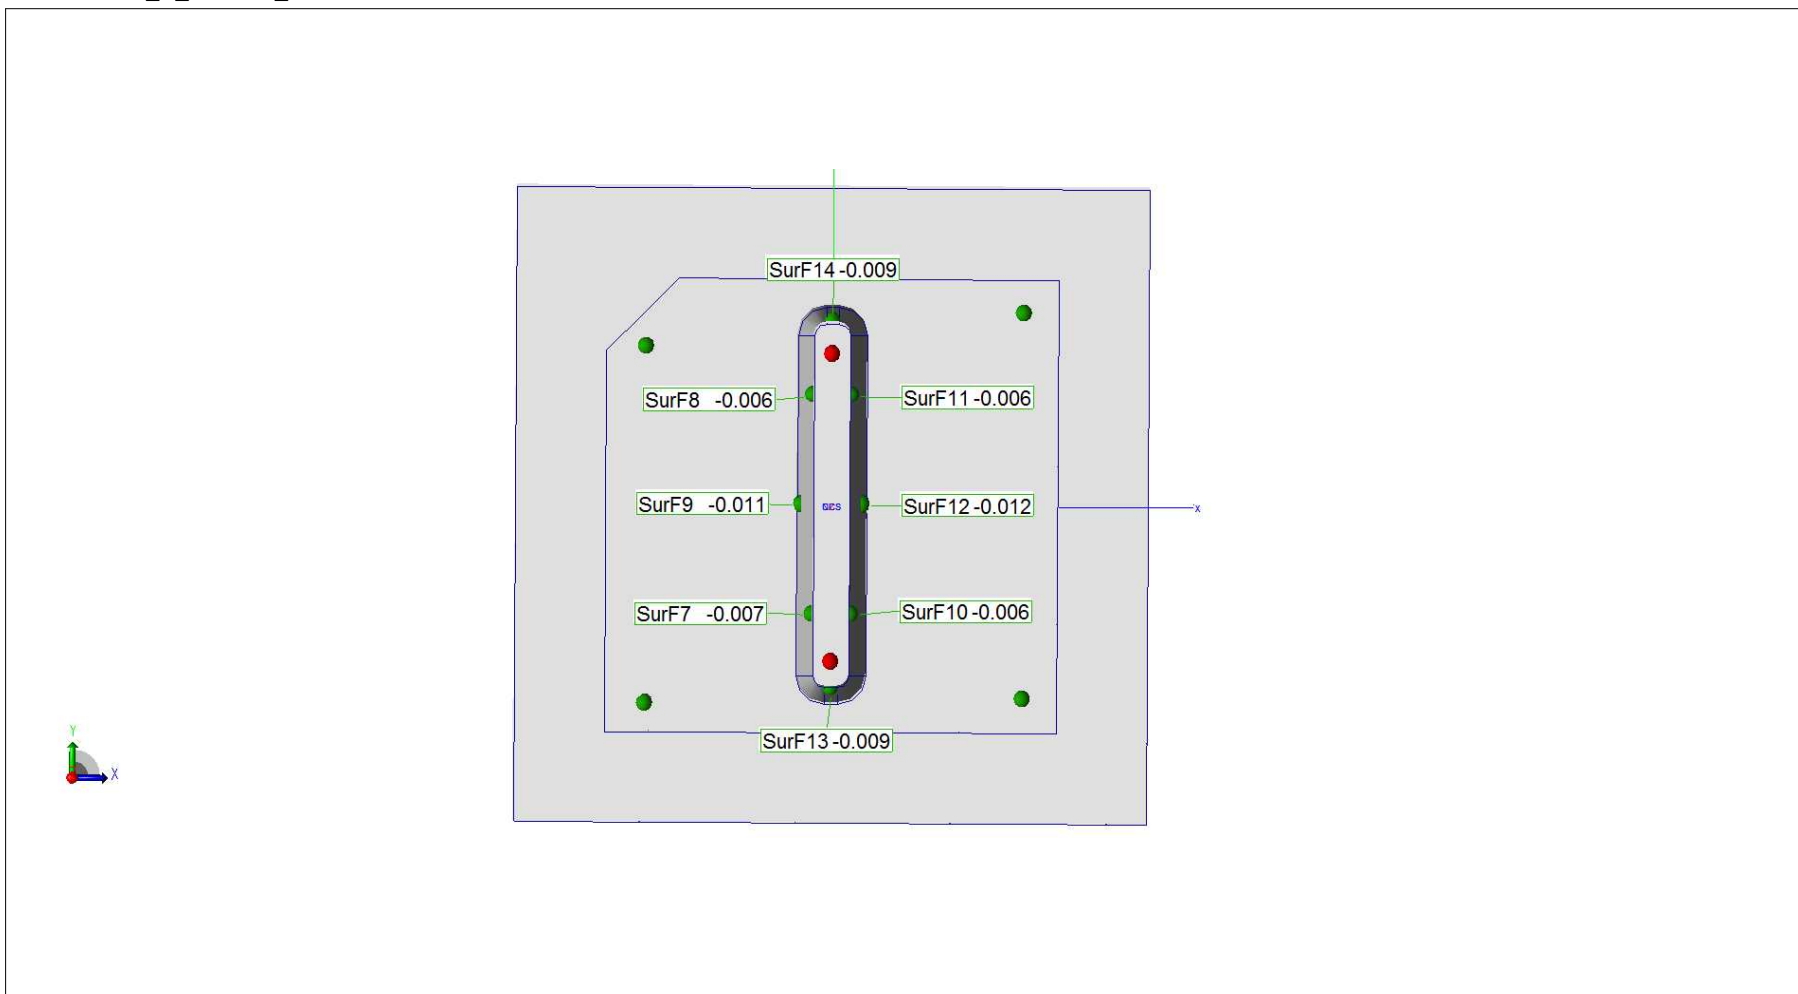 SurF14 -0.009
SurF8 -0.006
SurF11 -0.006
SurF9 -0.011
SurF12 -0.012
x
SurF7 -0.007
SurF10 -0.006
SurF13 -0.009
Y
X